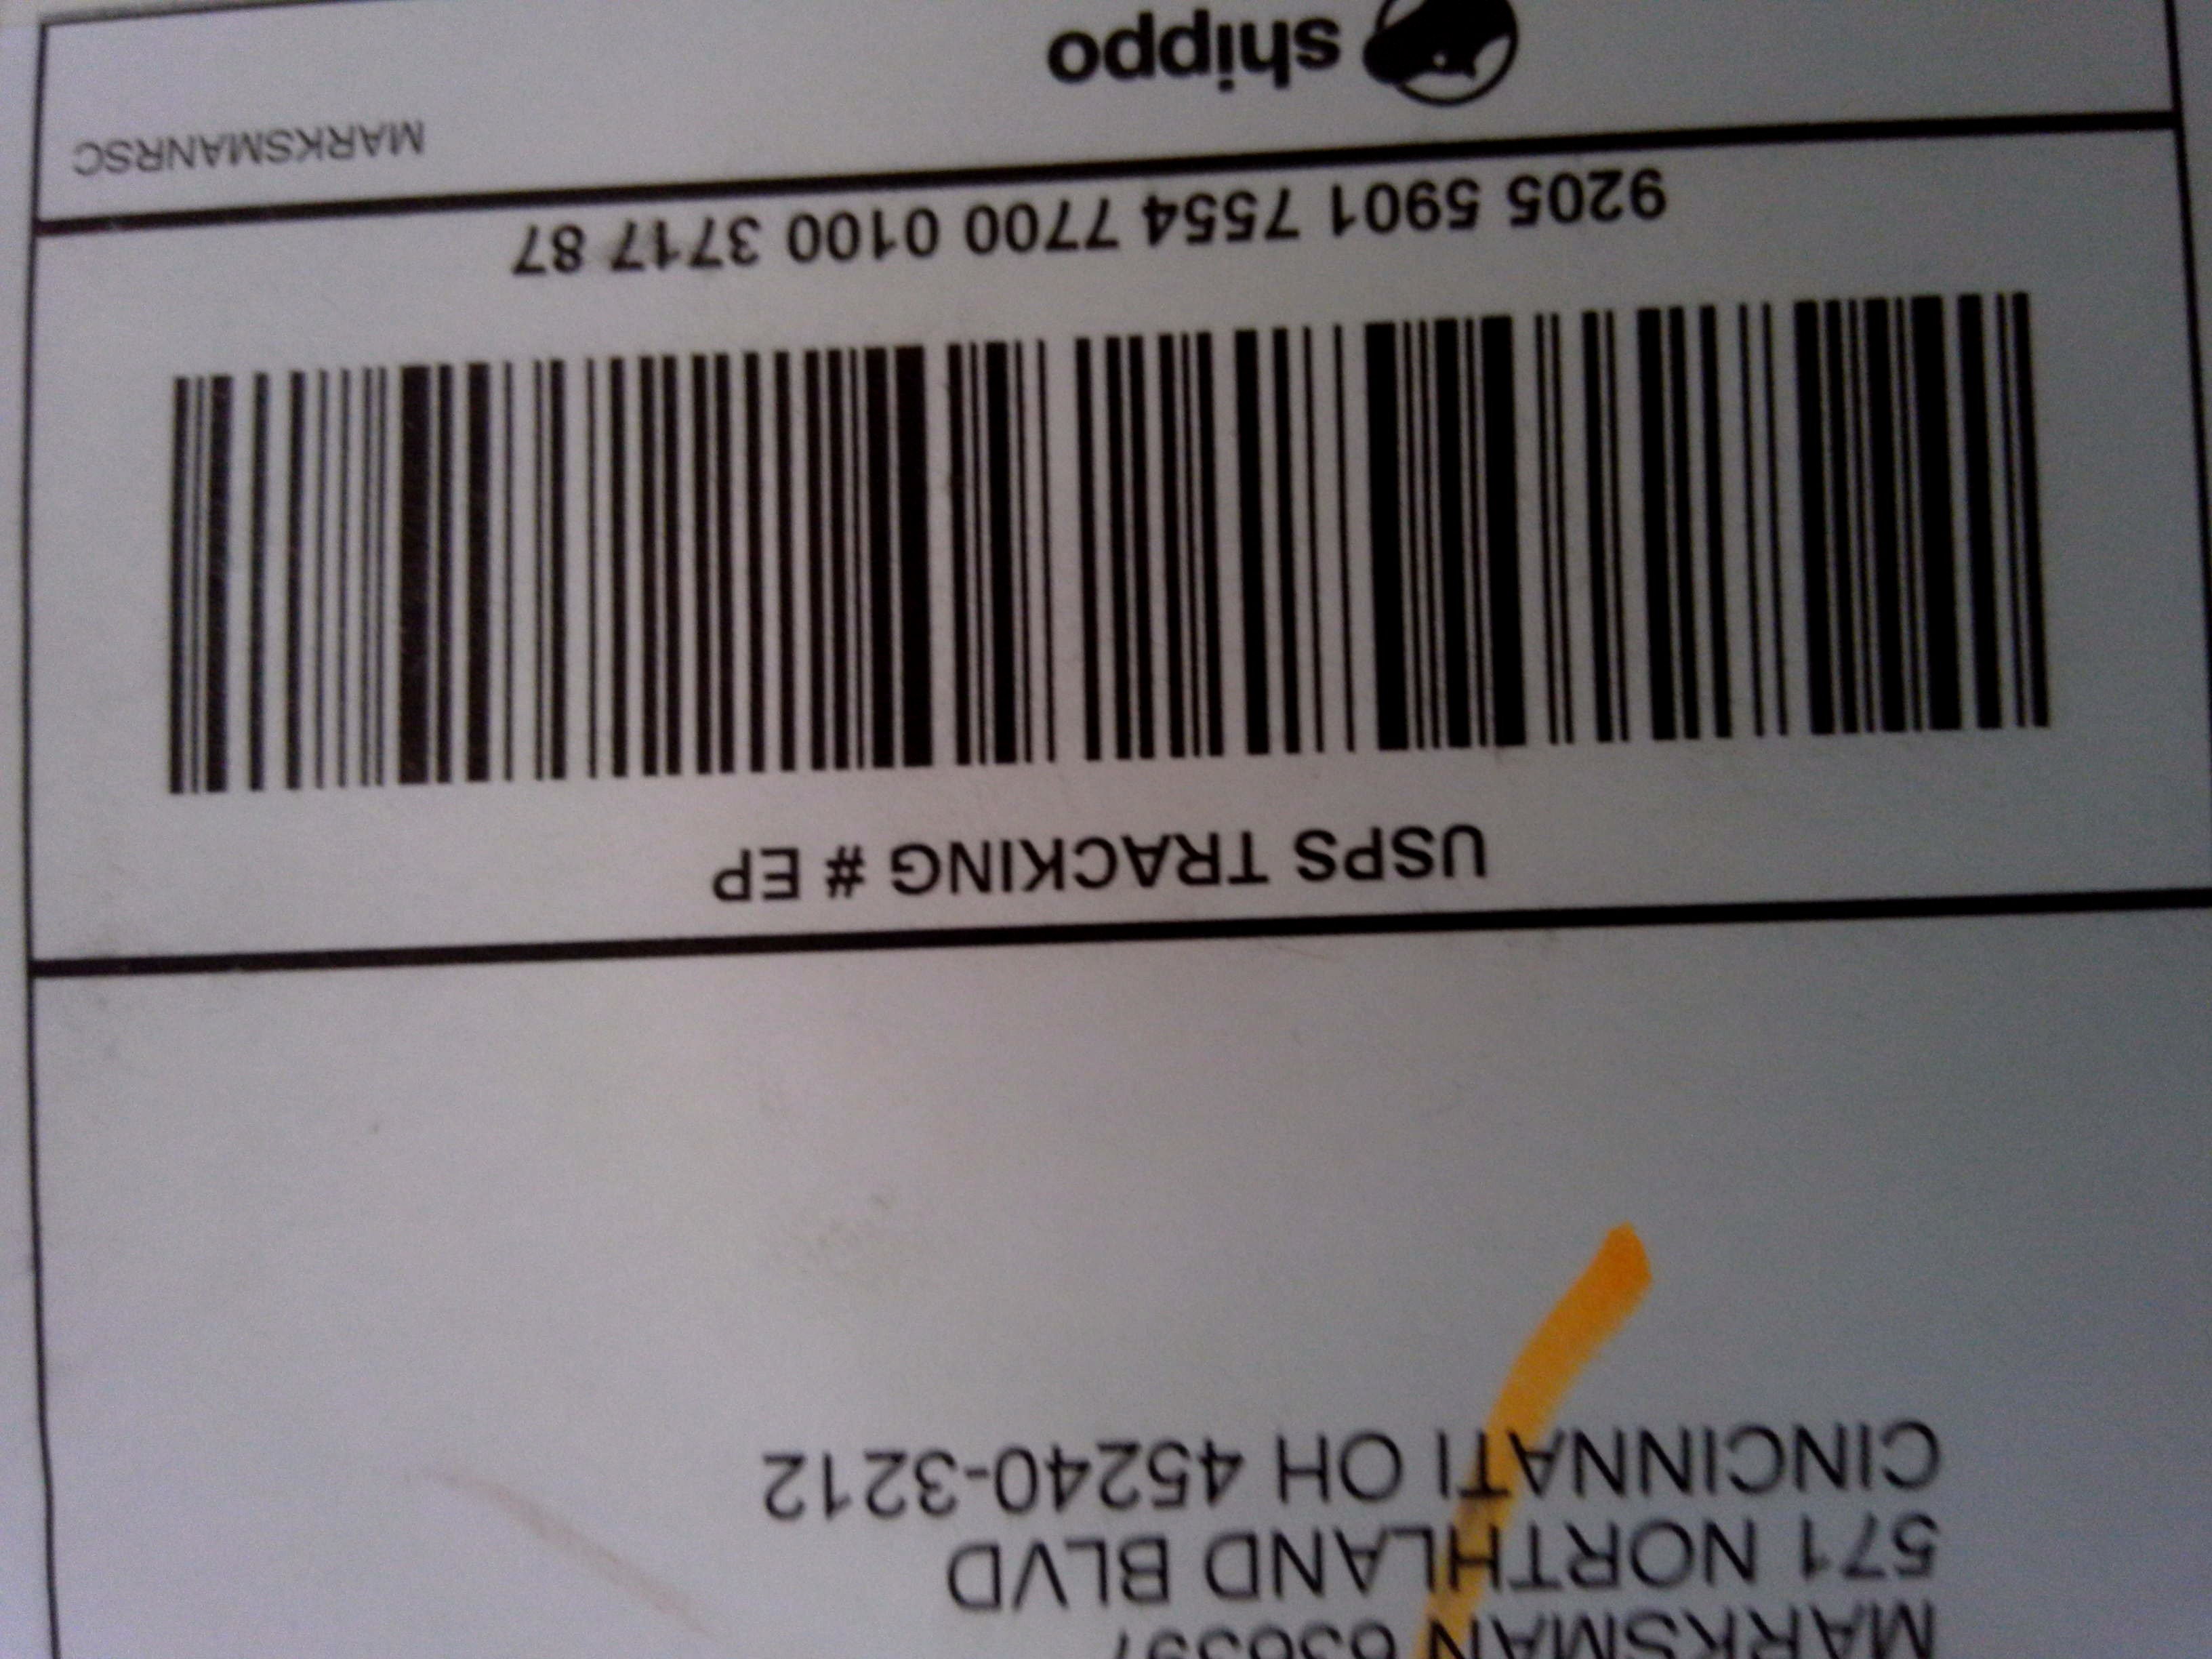 MARKSMAN
571 NORTHLAND BLVD
CINCINNATI OH 45240-3212
USPS TRACKING # EP
9205 5901 7554 7700 0100 3717 87
shippo
MARKSMANRSC